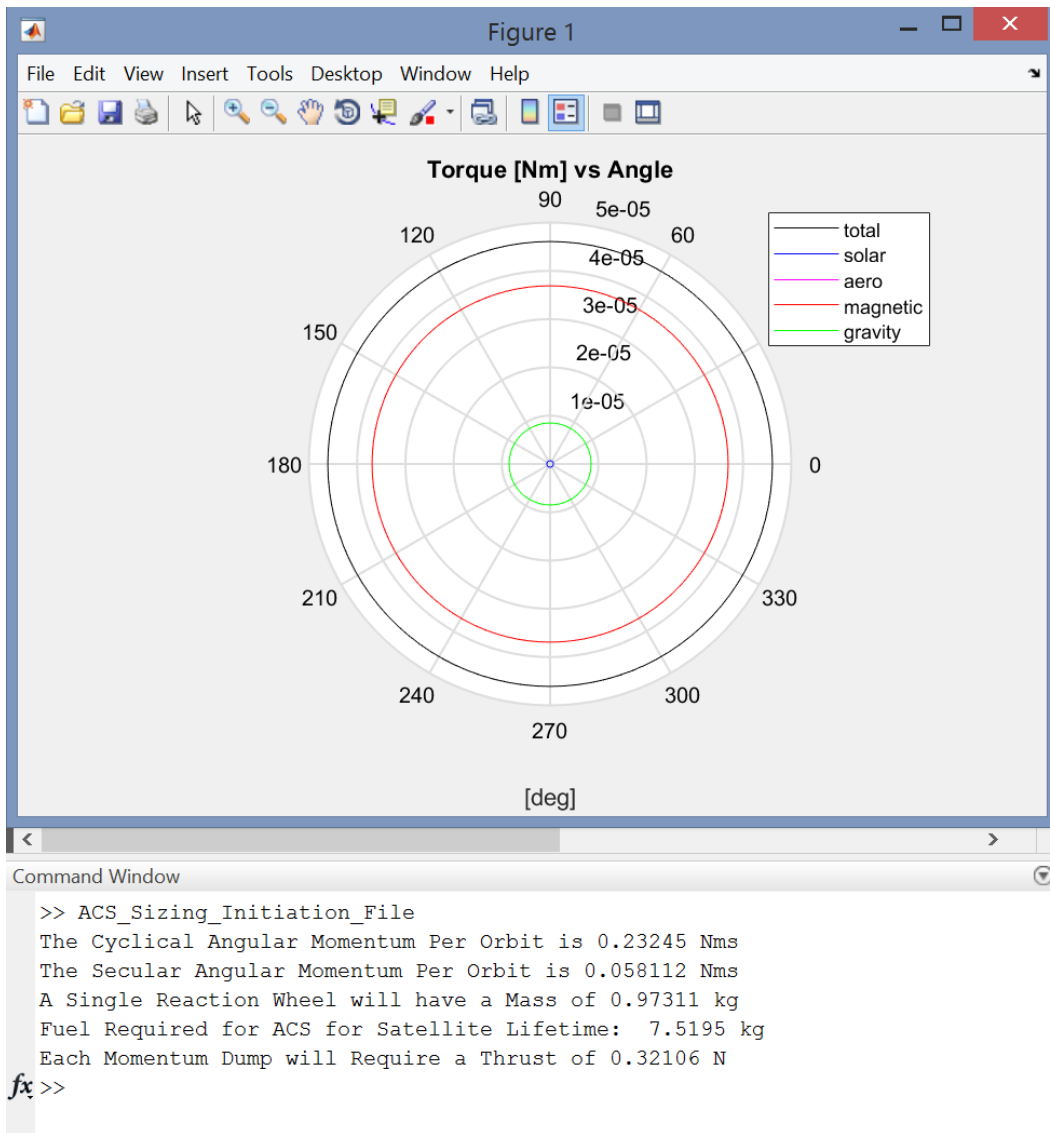 Figure 1
File Edit View Insert Tools Desktop Window Help
Torque [Nm] vs Angle
90
5e-05
120
60
4e-05
3e-05
150
2e-05
1e-05
180
0
210
330
240
300
270
[deg]
total
solar
aero
magnetic
gravity
Command Window
>> ACS_Sizing_Initiation_File
The Cyclical Angular Momentum Per Orbit is 0.23245 Nms
The Secular Angular Momentum Per Orbit is 0.058112 Nms
A Single Reaction Wheel will have a Mass of 0.97311 kg
Fuel Required for ACS for Satellite Lifetime:  7.5195 kg
Each Momentum Dump will Require a Thrust of 0.32106 N
fx >>